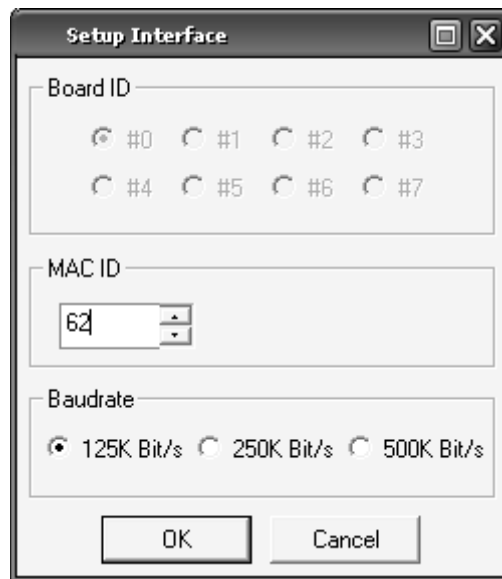 Setup Interface
Board ID
#0 #1 #2 #3
#4 #5 #6 #7
MAC ID
62
Baudrate
125K Bit/s 250K Bit/s 500K Bit/s
OK Cancel